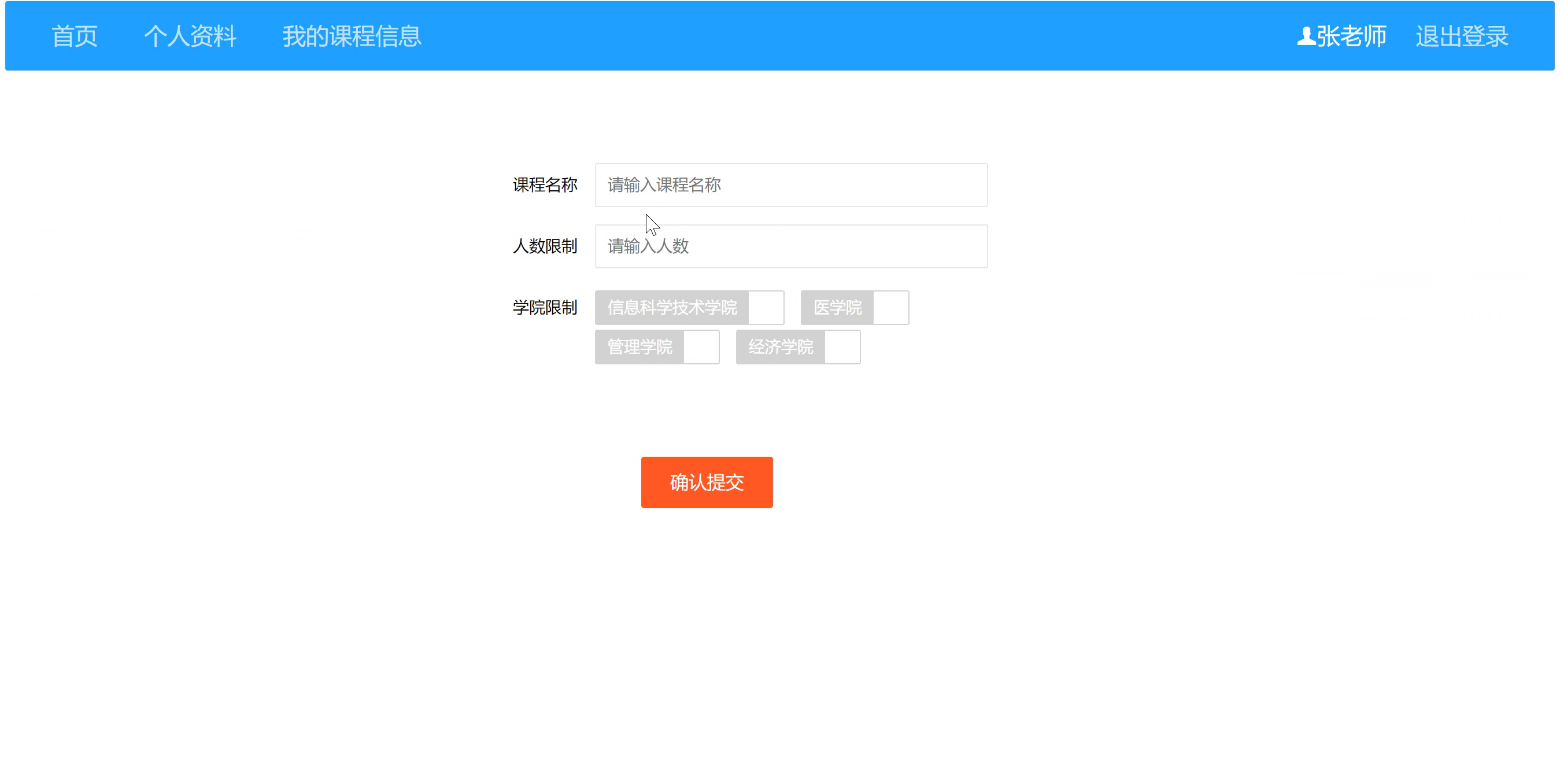 首页 个人资料 我的课程信息 张老师 退出登录
课程名称 请输入课程名称
人数限制 请输入人数
学院限制 信息科学技术学院 医学院
管理学院 经济学院
确认提交